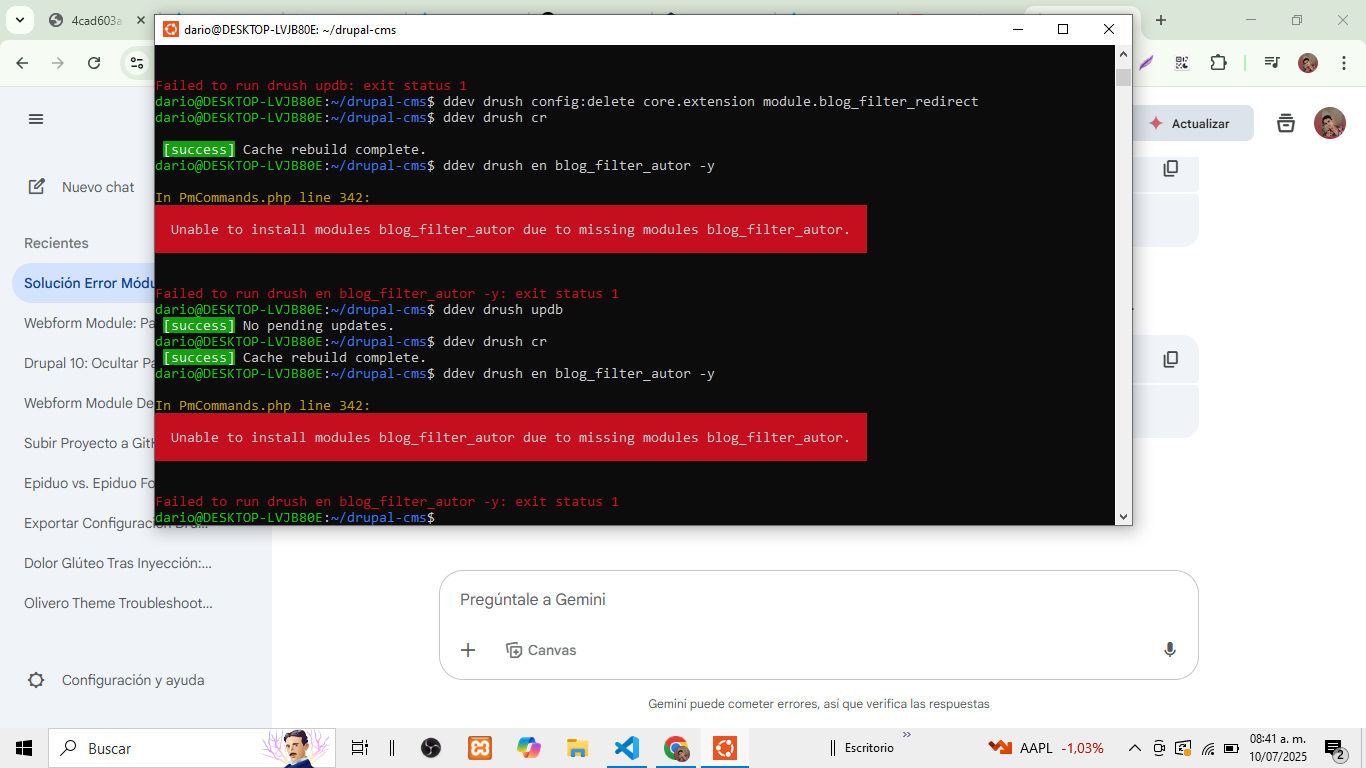 4cad603a
dario@DESKTOP-LVJB80E: ~/drupal-cms
Failed to run drush updb: exit status 1
dario@DESKTOP-LVJB80E:~/drupal-cms$ ddev drush config:delete core.extension module.blog_filter_redirect
dario@DESKTOP-LVJB80E:~/drupal-cms$ ddev drush cr
[success] Cache rebuild complete.
dario@DESKTOP-LVJB80E:~/drupal-cms$ ddev drush en blog_filter_autor -y
In PmCommands.php line 342:
Unable to install modules blog_filter_autor due to missing modules blog_filter_autor.
Failed to run drush en blog_filter_autor -y: exit status 1
dario@DESKTOP-LVJB80E:~/drupal-cms$ ddev drush updb
[success] No pending updates.
dario@DESKTOP-LVJB80E:~/drupal-cms$ ddev drush cr
[success] Cache rebuild complete.
dario@DESKTOP-LVJB80E:~/drupal-cms$ ddev drush en blog_filter_autor -y
In PmCommands.php line 342:
Unable to install modules blog_filter_autor due to missing modules blog_filter_autor.
Failed to run drush en blog_filter_autor -y: exit status 1
dario@DESKTOP-LVJB80E:~/drupal-cms$
Actualizar
Nuevo chat
Recientes
Solución Error Módu
Webform Module: Pa
Drupal 10: Ocultar Pa
Webform Module De
Subir Proyecto a GitH
Epiduo vs. Epiduo Fo
Exportar Configuración Dru...
Dolor Glúteo Tras Inyección:...
Olivero Theme Troubleshoot...
Configuración y ayuda
Pregúntale a Gemini
Canvas
Gemini puede cometer errores, así que verifica las respuestas
Buscar
Escritorio
AAPL -1,03%
08:41 a. m.
10/07/2025
2